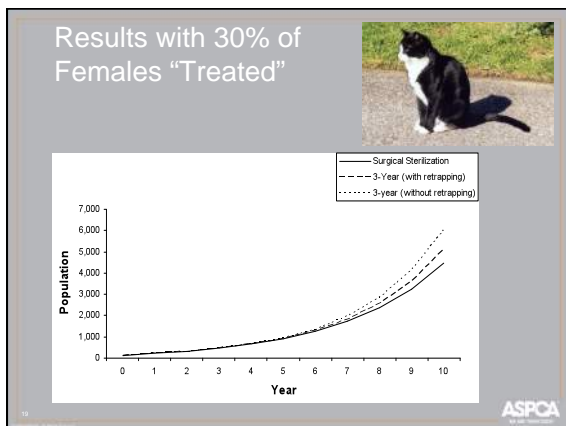 Results with 30% of
Females “Treated”
Surgical Sterilization
3-Year (with retrapping)
3-year (without retrapping)
7,000
6,000
5,000
4,000
3,000
2,000
1,000
0
Population
0 1 2 3 4 5 6 7 8 9 10
Year
ASPCA